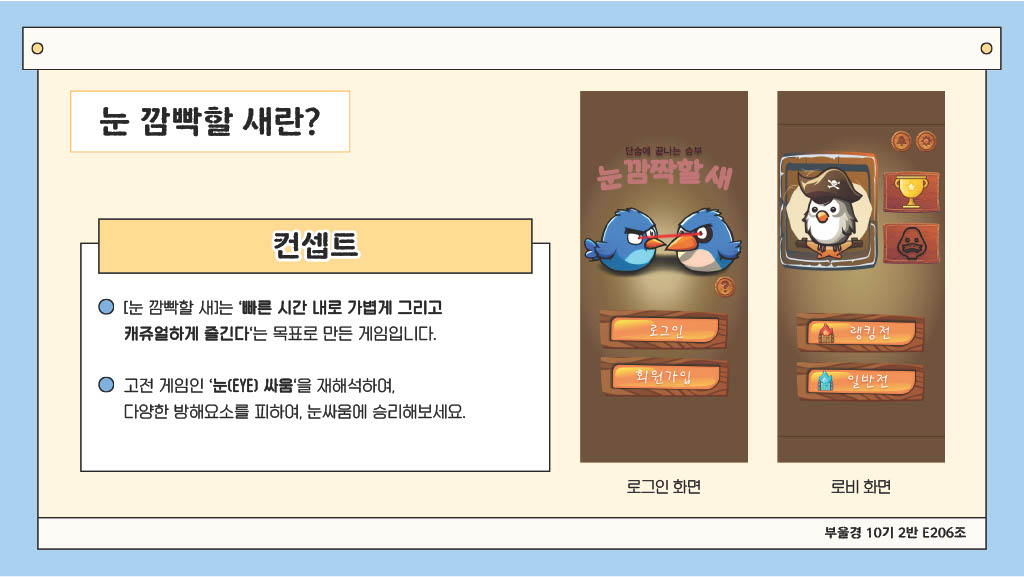 눈 깜빡할 새란?
컨셉트
[눈 깜빡할 새]는 '빠른 시간 내로 가볍게 그리고
캐쥬얼하게 즐긴다'는 목표로 만든 게임입니다.
고전 게임인 '눈(EYE) 싸움'을 재해석하여,
다양한 방해요소를 피하여, 눈싸움에 승리해보세요.
단숨에 끝나는 승부
눈 깜짝할 새
?
로그인
회원가입
로그인 화면
랭킹전
일반전
로비 화면
부울경 10기 2반 E206조